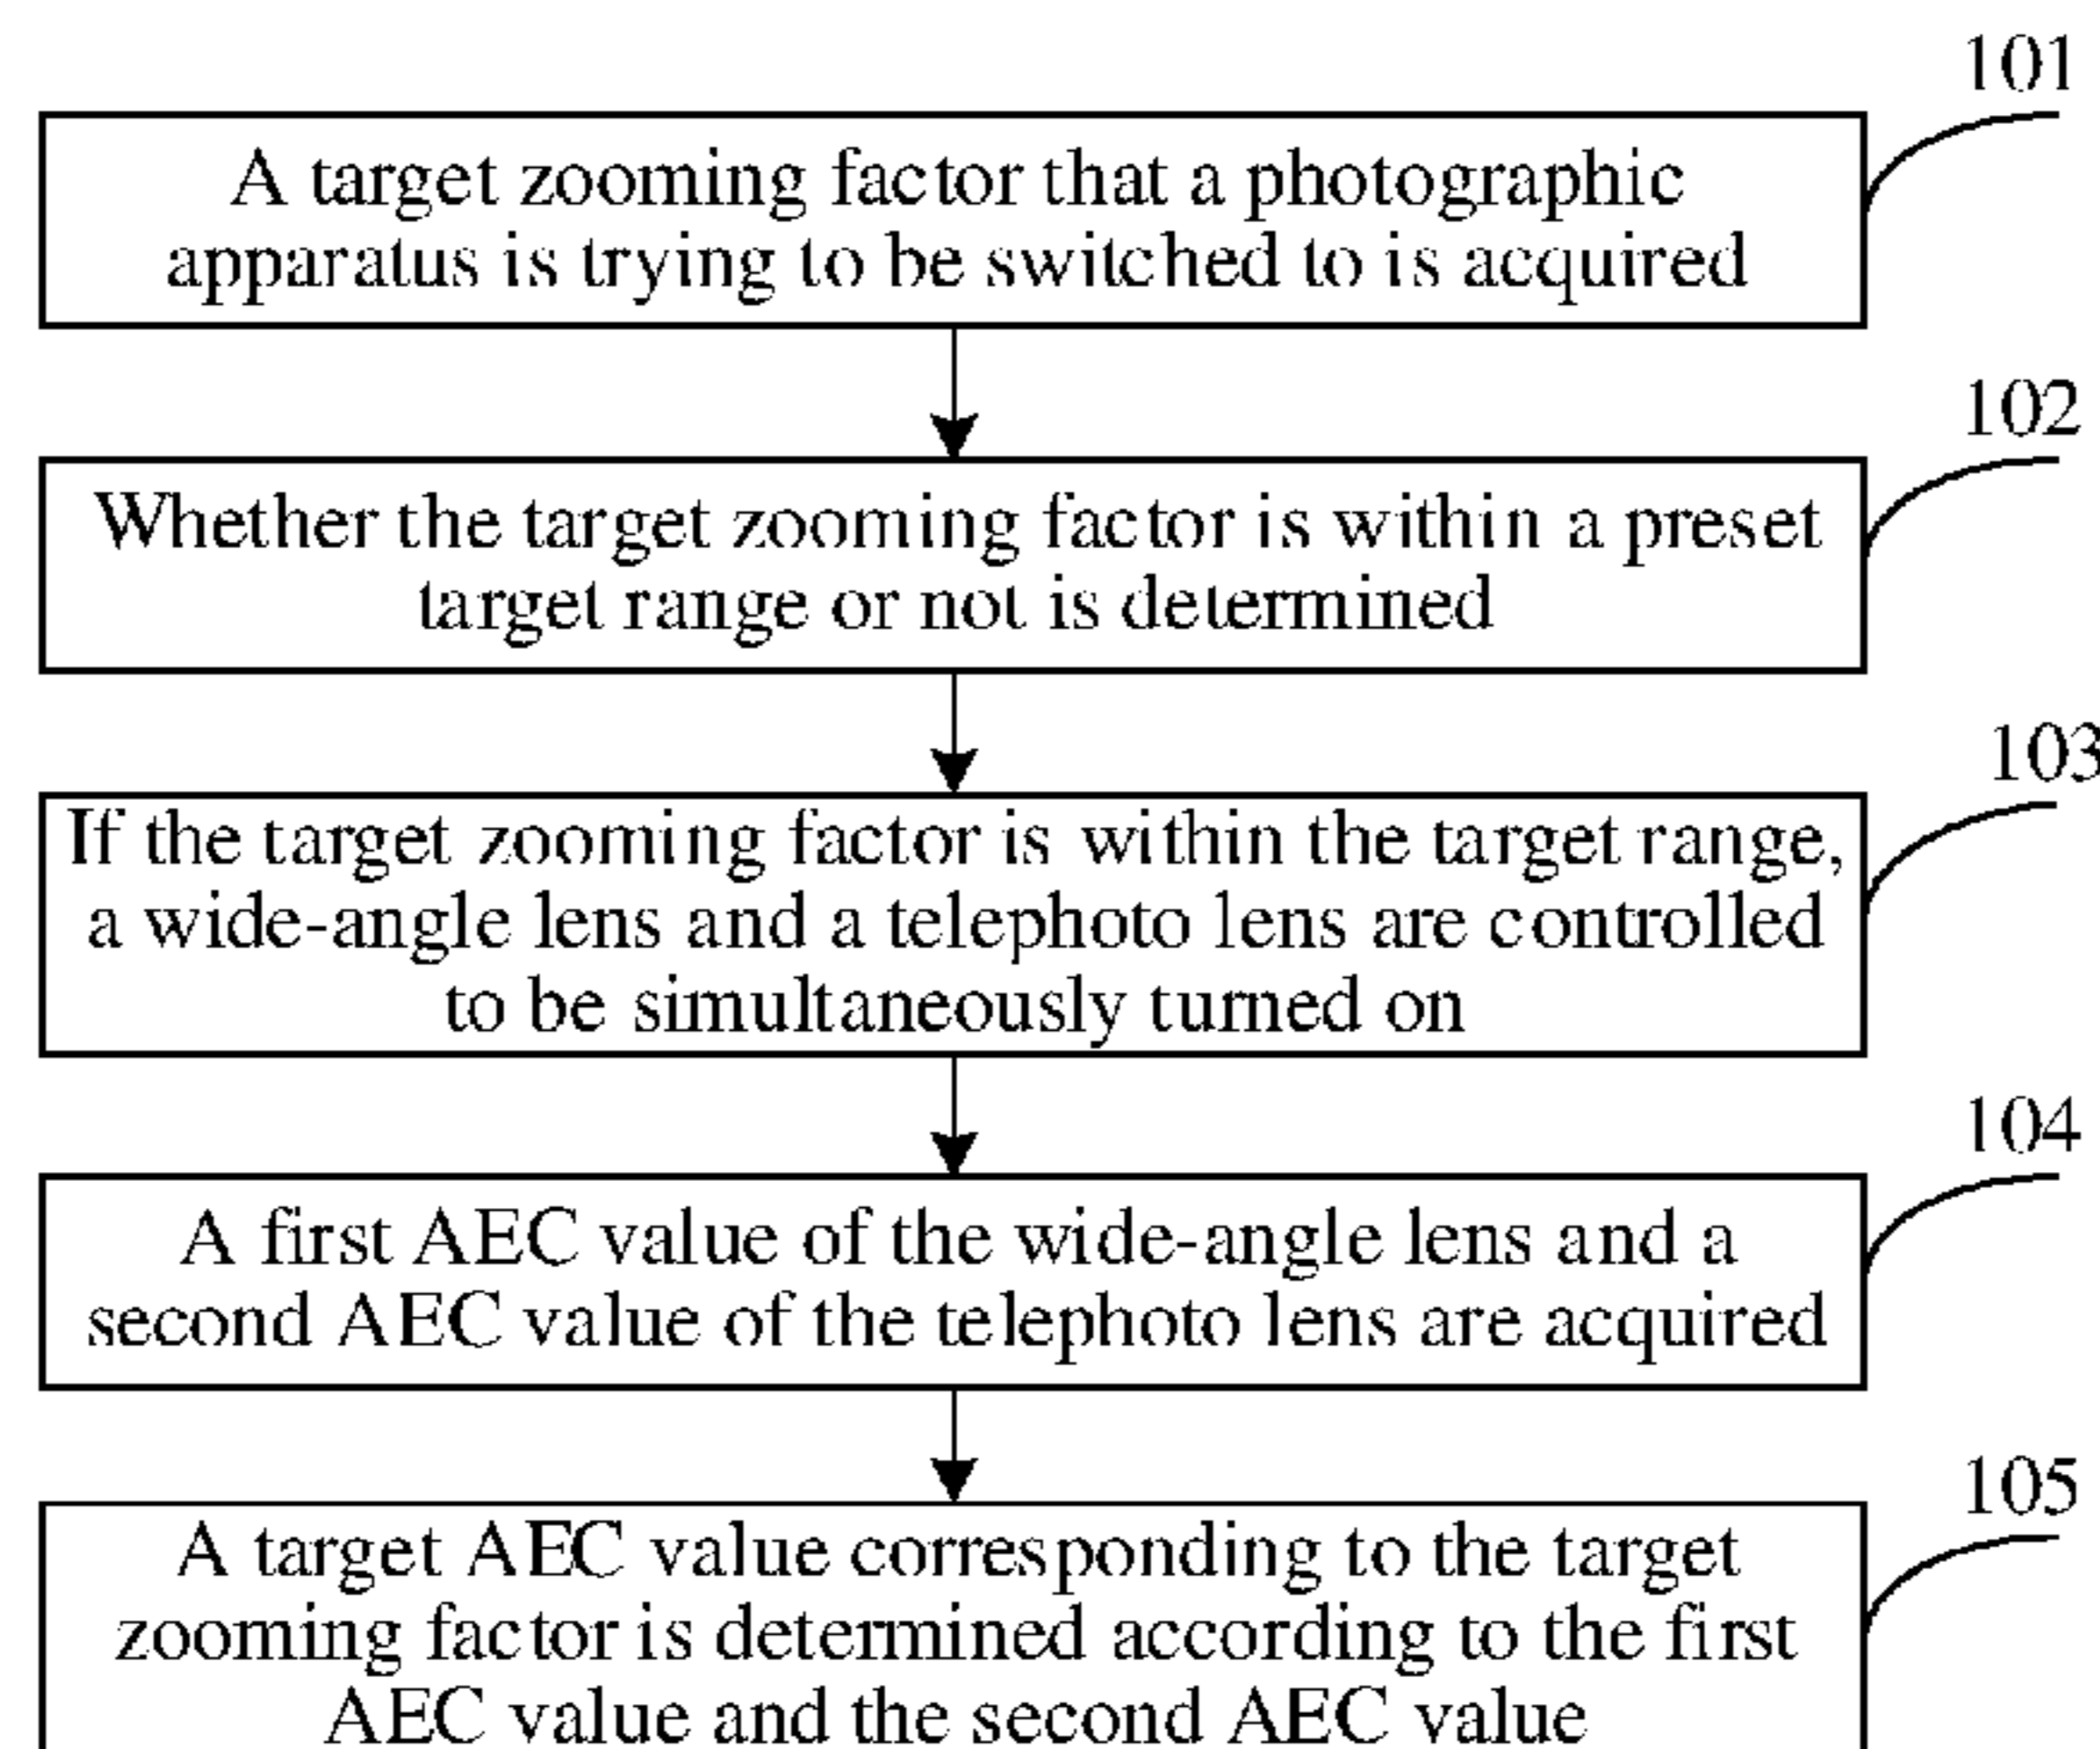 101
A target zooming factor that a photographic
apparatus is trying to be switched to is acquired
102
Whether the target zooming factor is within a preset
target range or not is determined
103
If the target zooming factor is within the target range,
a wide-angle lens and a telephoto lens are controlled
to be simultaneously turned on
104
A first AEC value of the wide-angle lens and a
second AEC value of the telephoto lens are acquired
105
A target AEC value corresponding to the target
zooming factor is determined according to the first
AEC value and the second AEC value